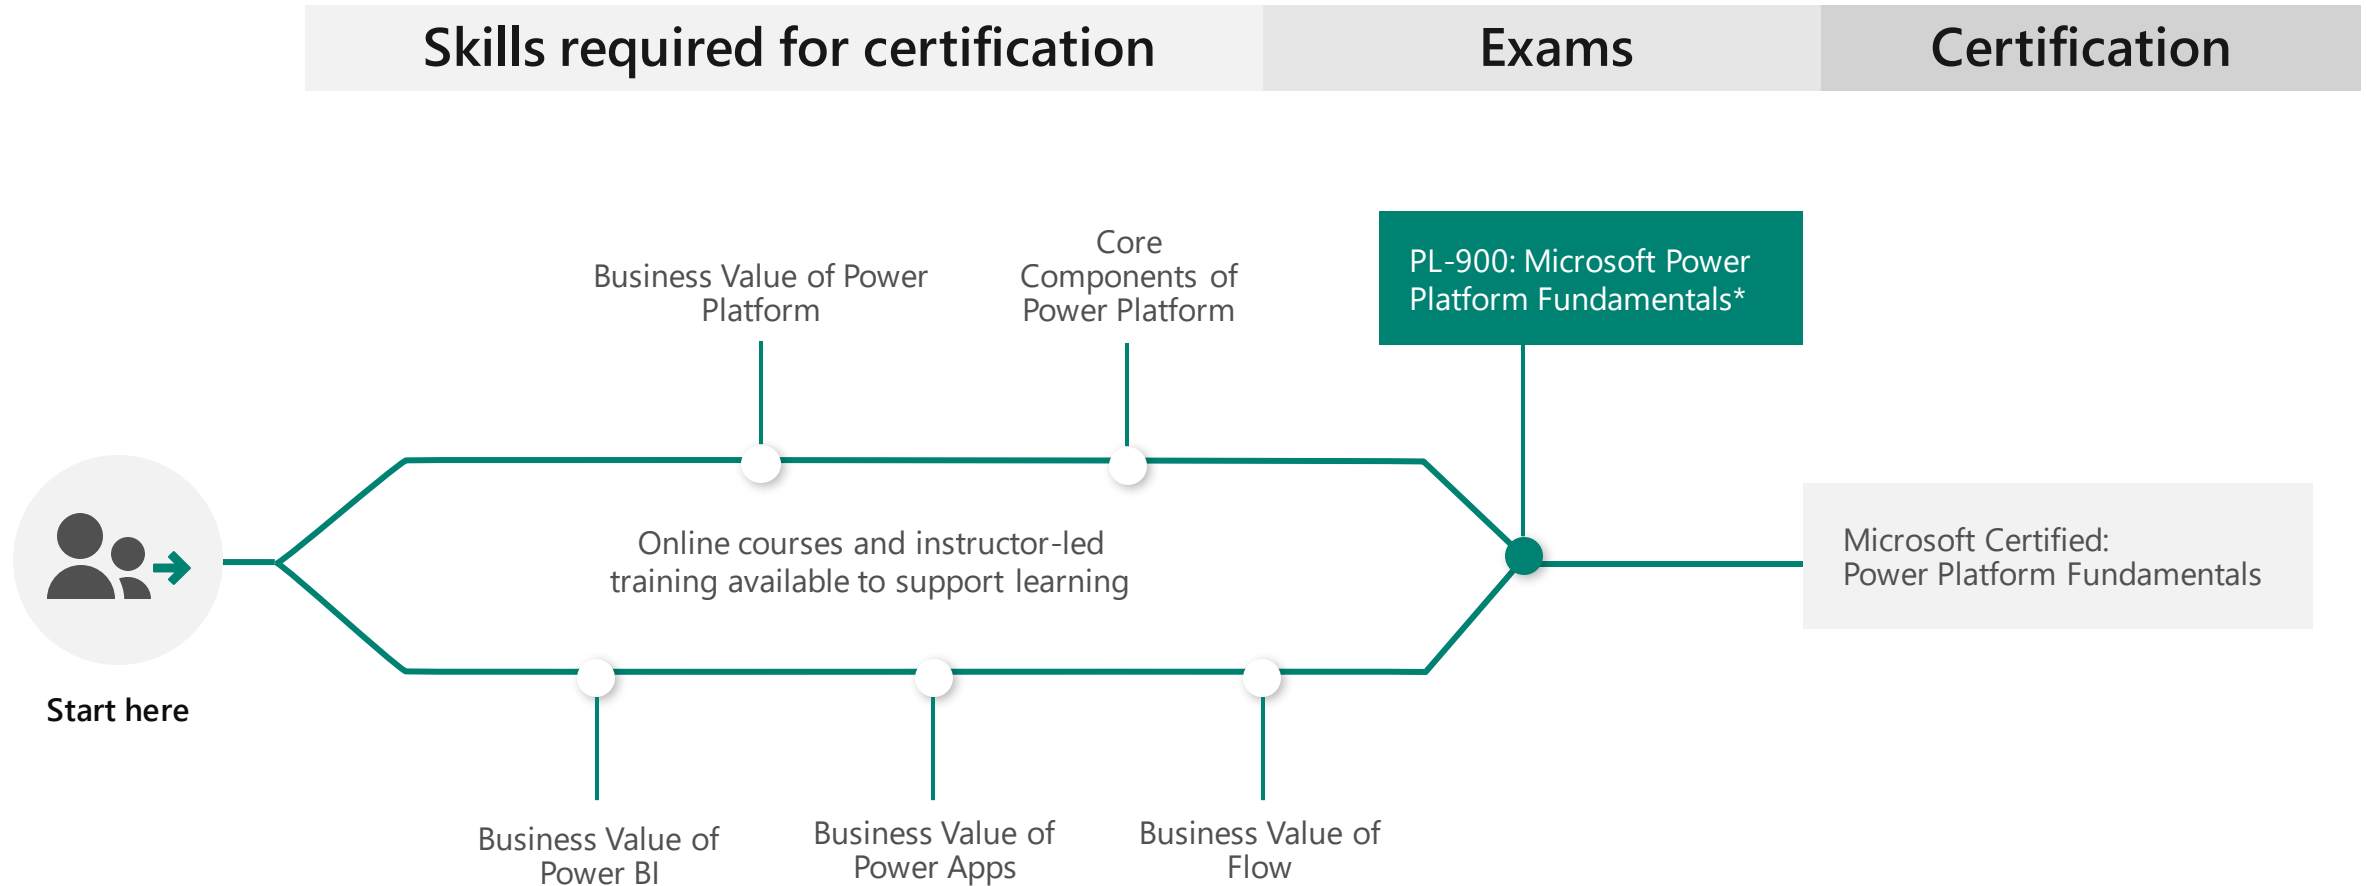 Skills required for certification
Exams
Certification
Business Value of Power
Platform
Core
Components of
Power Platform
PL-900: Microsoft Power
Platform Fundamentals*
Online courses and instructor-led
training available to support learning
Microsoft Certified:
Power Platform Fundamentals
Start here
Business Value of
Power BI
Business Value of
Power Apps
Business Value of
Flow